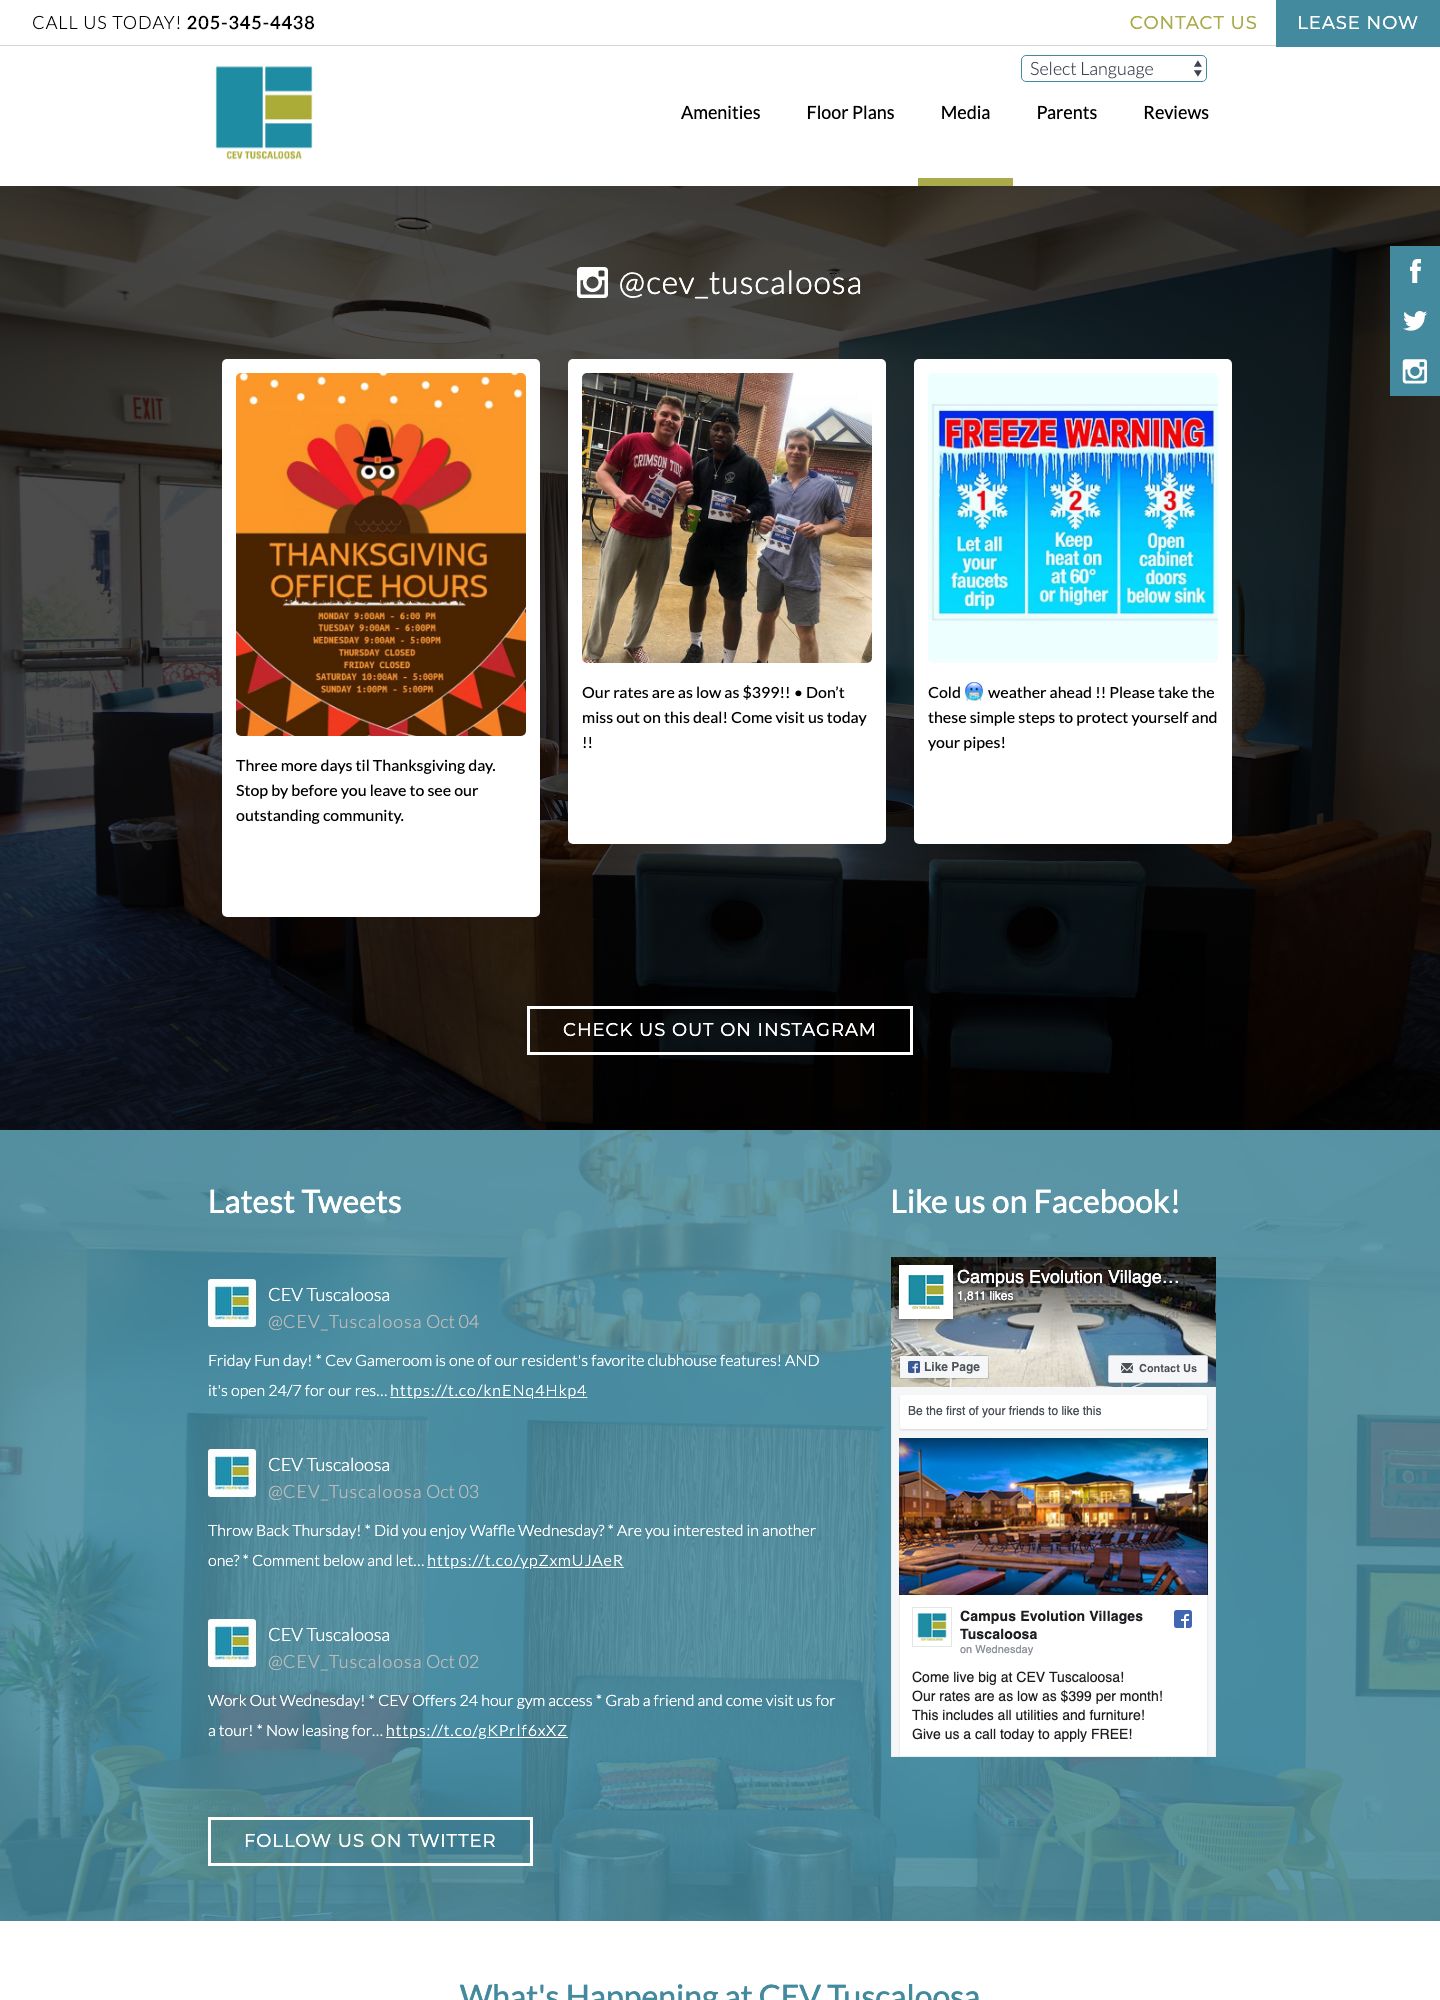 CALL US TODAY! 205-345-4438
CONTACT US
LEASE NOW
Select Language
CEV TUSCALOOSA
Amenities
Floor Plans
Media
Parents
Reviews
@cev_tuscaloosa
EXIT
THANKSGIVING
OFFICE HOURS
MONDAY 9:00AM - 6:00 PM
TUESDAY 9:00AM - 6:00PM
WEDNESDAY 9:00AM - 5:00PM
THURSDAY CLOSED
FRIDAY CLOSED
SATURDAY 10:00AM - 5:00PM
SUNDAY 1:00PM - 5:00PM
Three more days til Thanksgiving day.
Stop by before you leave to see our
outstanding community.
CRIMSON TIDE
Our rates are as low as $399!! • Don't
miss out on this deal! Come visit us today
!!
FREEZE WARNING
1
Let all
your
faucets
drip
2
Keep
heat on
at 60°
or higher
3
Open
cabinet
doors
below sink
Cold 🥶 weather ahead !! Please take the
these simple steps to protect yourself and
your pipes!
CHECK US OUT ON INSTAGRAM
Latest Tweets
CEV Tuscaloosa
@CEV_Tuscaloosa Oct 04
Friday Fun day! * Cev Gameroom is one of our resident's favorite clubhouse features! AND
it's open 24/7 for our res… https://t.co/knENq4Hkp4
CEV Tuscaloosa
@CEV_Tuscaloosa Oct 03
Throw Back Thursday! * Did you enjoy Waffle Wednesday? * Are you interested in another
one? * Comment below and let… https://t.co/ypZxmUJAeR
CEV Tuscaloosa
@CEV_Tuscaloosa Oct 02
Work Out Wednesday! * CEV Offers 24 hour gym access * Grab a friend and come visit us for
a tour! * Now leasing for… https://t.co/gKPrlf6xXZ
FOLLOW US ON TWITTER
Like us on Facebook!
CEV TUSCALOOSA
Campus Evolution Village...
1,811 likes
Like Page
Contact Us
Be the first of your friends to like this
Campus Evolution Villages
Tuscaloosa
on Wednesday
Come live big at CEV Tuscaloosa!
Our rates are as low as $399 per month!
This includes all utilities and furniture!
Give us a call today to apply FREE!
What's Happening at CEV Tuscaloosa